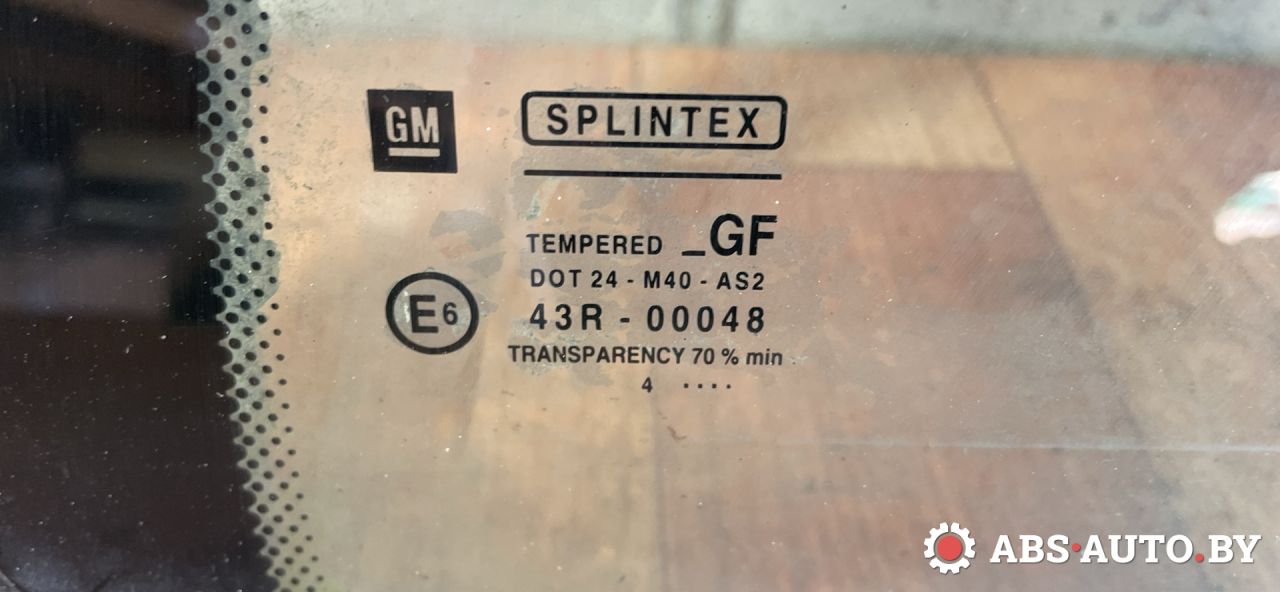 GM
SPLINTEX
TEMPERED _GF
DOT 24 - M40 - AS2
E6
43R - 00048
TRANSPARENCY 70 % min
4 ....
ABS·AUTO.BY